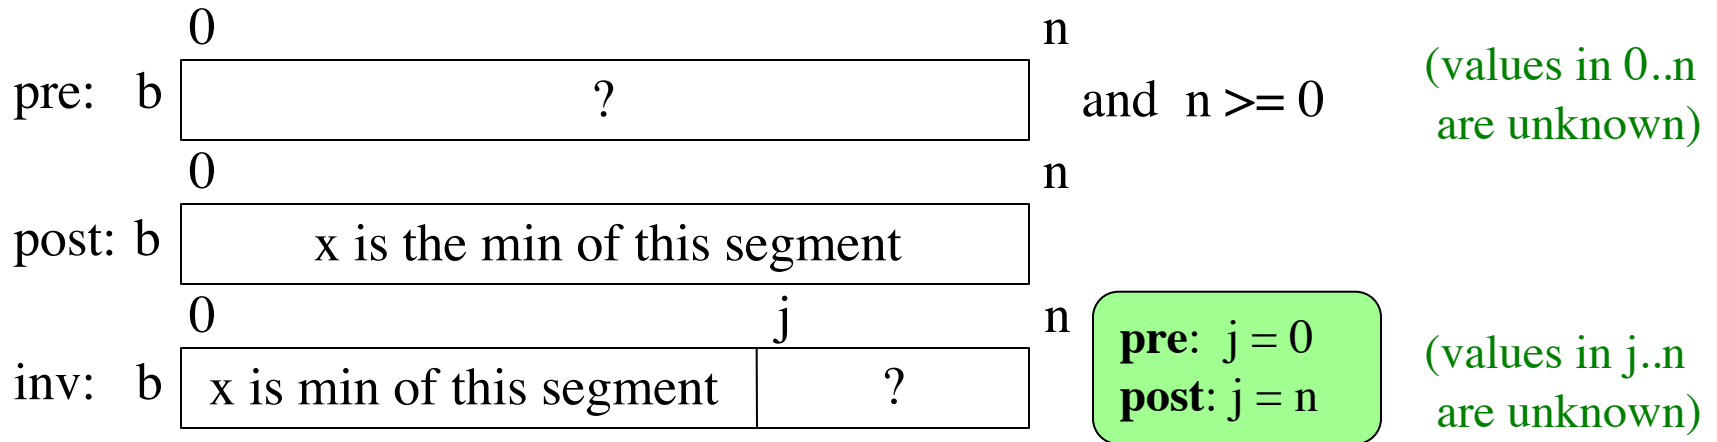 0 n
pre: b ? and n >= 0 (values in 0..n
are unknown)
0 n
post: b x is the min of this segment
0 j n
inv: b x is min of this segment ? pre: j = 0 (values in j..n
post: j = n are unknown)